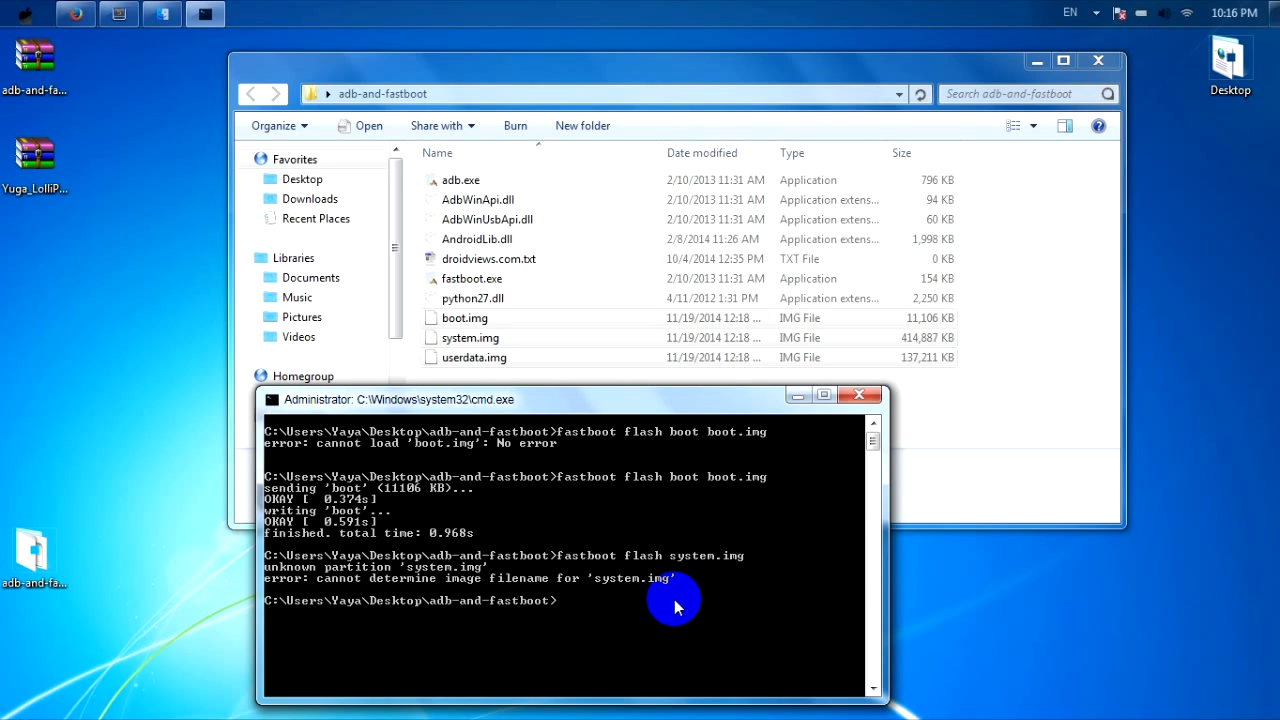 EN
10:16 PM
adb-and-fa...
Yuga_LolliP...
adb-and-fa...
Desktop
adb-and-fastboot
Search adb-and-fastboot
Organize
Open
Share with
Burn
New folder
Favorites
Desktop
Downloads
Recent Places
Libraries
Documents
Music
Pictures
Videos
Homegroup
Name Date modified Type Size
adb.exe 2/10/2013 11:31 AM Application 796 KB
AdbWinApi.dll 2/10/2013 11:31 AM Application extens... 94 KB
AdbWinUsbApi.dll 2/10/2013 11:31 AM Application extens... 60 KB
AndroidLib.dll 2/8/2014 11:26 AM Application extens... 1,998 KB
droidviews.com.txt 10/4/2014 12:35 PM TXT File 0 KB
fastboot.exe 2/10/2013 11:31 AM Application 154 KB
python27.dll 4/11/2012 1:31 PM Application extens... 2,250 KB
boot.img 11/19/2014 12:18 ... IMG File 11,106 KB
system.img 11/19/2014 12:18 ... IMG File 414,887 KB
userdata.img 11/19/2014 12:18 ... IMG File 137,211 KB
Administrator: C:\Windows\system32\cmd.exe
C:\Users\Yaya\Desktop\adb-and-fastboot>fastboot flash boot boot.img
error: cannot load 'boot.img': No error
C:\Users\Yaya\Desktop\adb-and-fastboot>fastboot flash boot boot.img
sending 'boot' (11106 KB)...
OKAY [  0.374s]
writing 'boot'...
OKAY [  0.591s]
finished. total time: 0.968s
C:\Users\Yaya\Desktop\adb-and-fastboot>fastboot flash system.img
unknown partition 'system.img'
error: cannot determine image filename for 'system.img'
C:\Users\Yaya\Desktop\adb-and-fastboot>